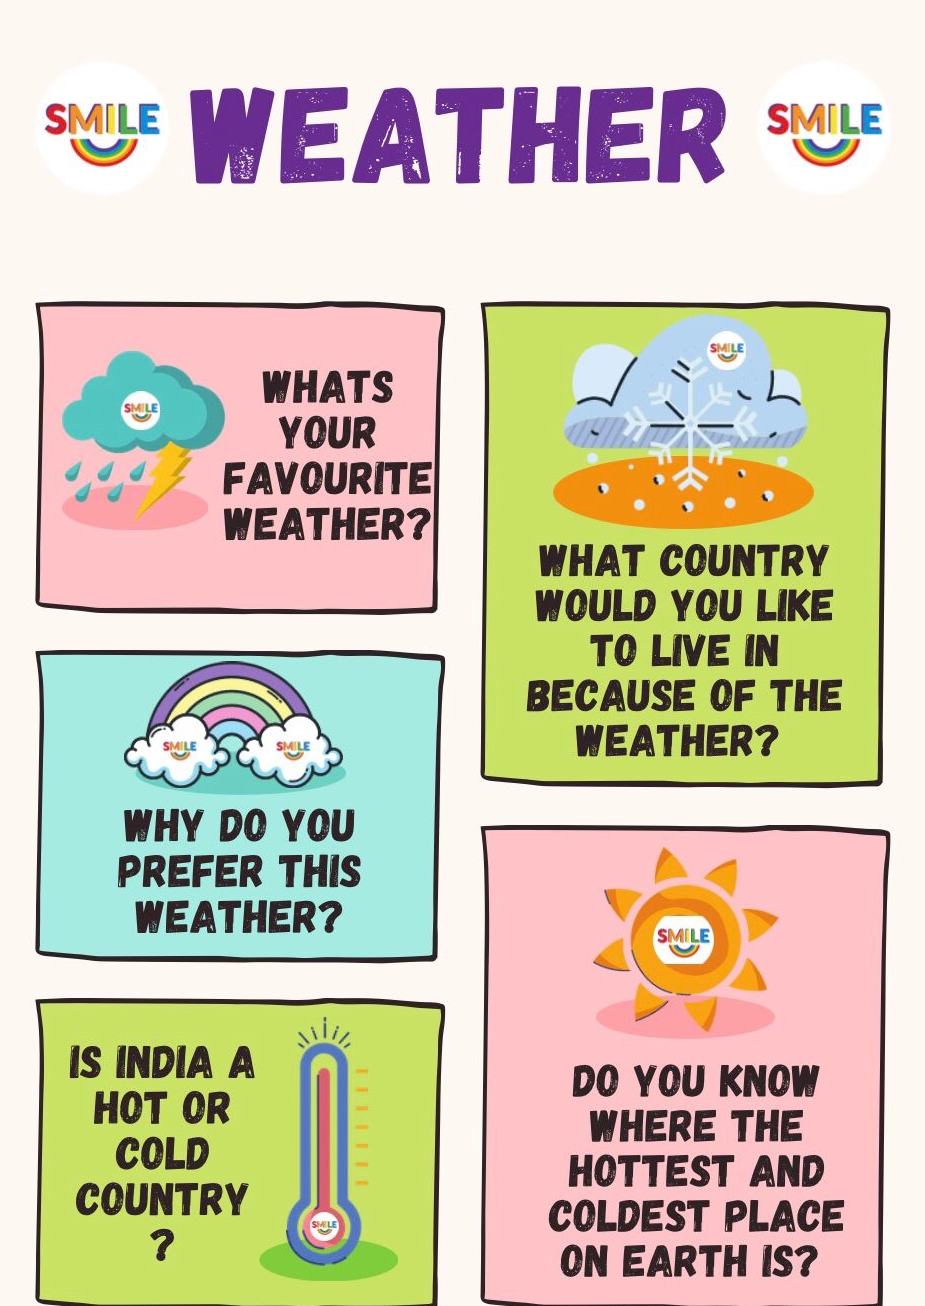 SMILE
WEATHER
SMILE
SMILE
WHATS
YOUR
FAVOURITE
WEATHER?
SMILE
WHAT COUNTRY
WOULD YOU LIKE
TO LIVE IN
BECAUSE OF THE
WEATHER?
SMILE
SMILE
WHY DO YOU
PREFER THIS
WEATHER?
SMILE
DO YOU KNOW
WHERE THE
HOTTEST AND
COLDEST PLACE
ON EARTH IS?
IS INDIA A
HOT OR
COLD
COUNTRY
?
SMILE